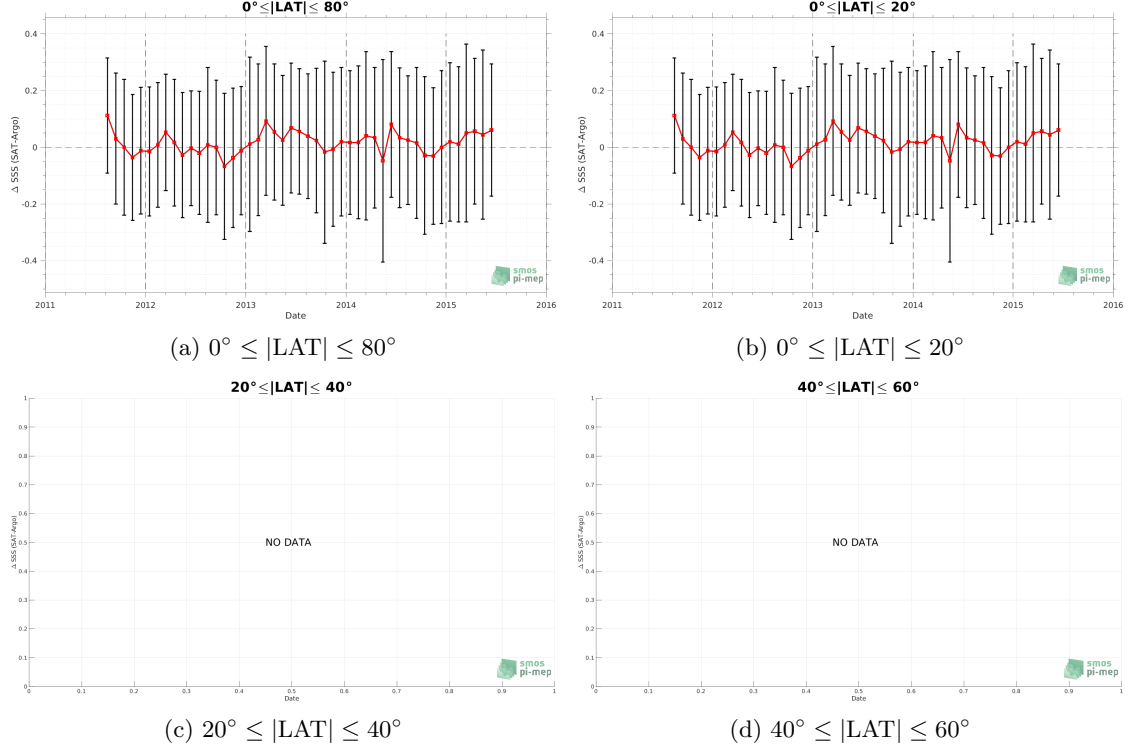 0°≤|LAT|≤ 80°
0.4
0.2
0
-0.2
-0.4
Δ SSS (SAT-Argo)
2011 2012 2013 2014 2015 2016
Date
smos
pi-mep
(a) 0° ≤ |LAT| ≤ 80°
0°≤|LAT|≤ 20°
0.4
0.2
0
-0.2
-0.4
Δ SSS (SAT-Argo)
2011 2012 2013 2014 2015 2016
Date
smos
pi-mep
(b) 0° ≤ |LAT| ≤ 20°
20°≤|LAT|≤ 40°
1
0.9
0.8
0.7
0.6
0.5
0.4
0.3
0.2
0.1
0
Δ SSS (SAT-Argo)
NO DATA
0 0.1 0.2 0.3 0.4 0.5 0.6 0.7 0.8 0.9 1
Date
smos
pi-mep
(c) 20° ≤ |LAT| ≤ 40°
40°≤|LAT|≤ 60°
1
0.9
0.8
0.7
0.6
0.5
0.4
0.3
0.2
0.1
0
Δ SSS (SAT-Argo)
NO DATA
0 0.1 0.2 0.3 0.4 0.5 0.6 0.7 0.8 0.9 1
Date
smos
pi-mep
(d) 40° ≤ |LAT| ≤ 60°